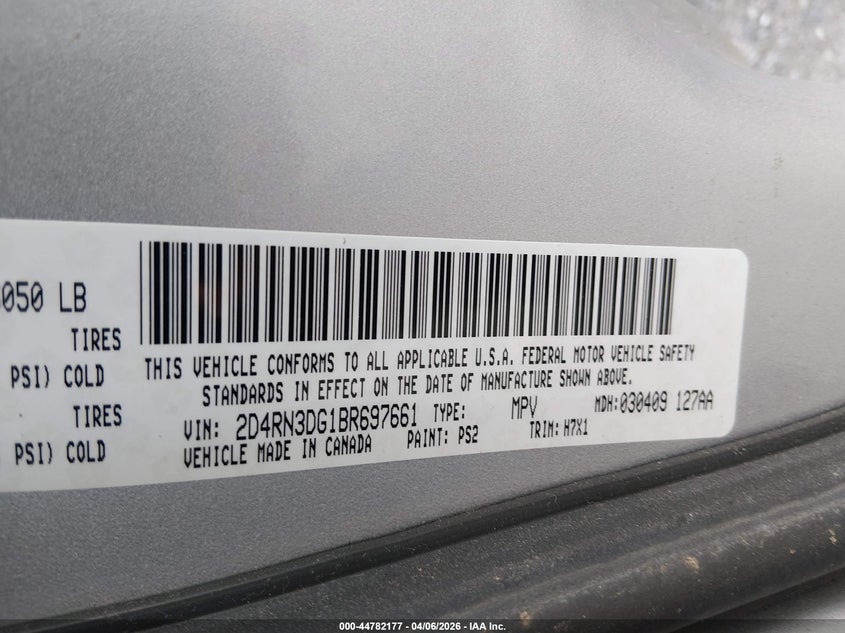 050 LB
TIRES
PSI) COLD
TIRES
PSI) COLD
THIS VEHICLE CONFORMS TO ALL APPLICABLE U.S.A. FEDERAL MOTOR VEHICLE SAFETY
STANDARDS IN EFFECT ON THE DATE OF MANUFACTURE SHOWN ABOVE.
VIN: 2D4RN3DG1BR697661 TYPE: MPV MDH:030409 127AA
VEHICLE MADE IN CANADA PAINT: PS2 TRIM: H7X1
000-44782177 - 04/06/2026 - IAA Inc.